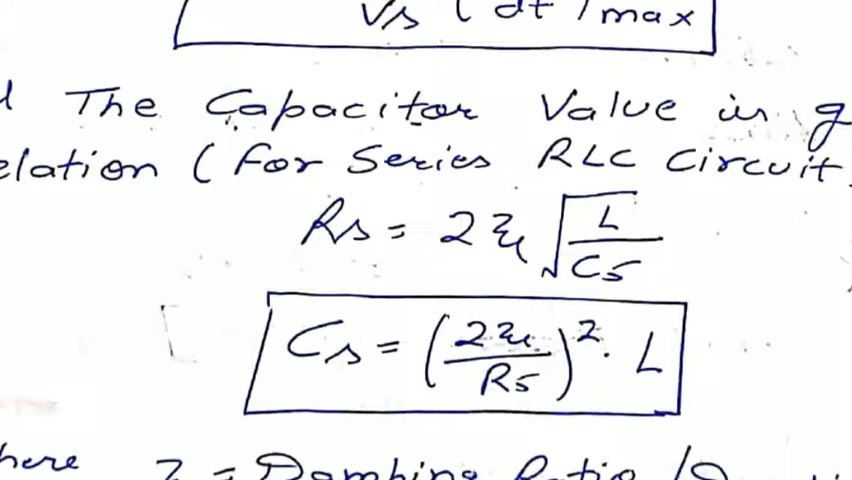 Vs (dt) max
The Capacitor Value is
elation (for Series RLC Circuit
Rs = 2ξ √(L/Cs)
Cs = (2ξ/Rs)² · L
here ξ = Damping Ratio